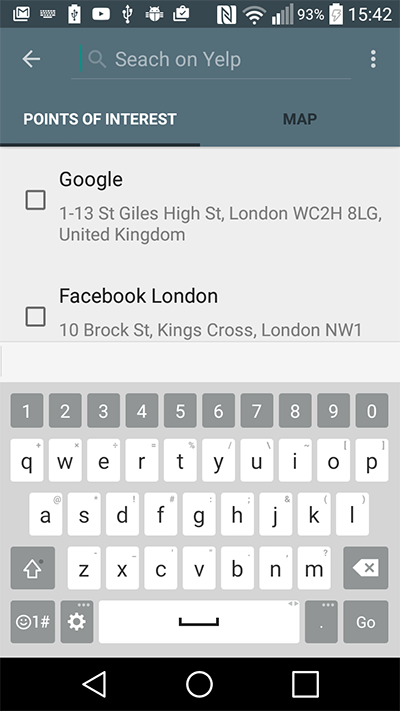 93% 15:42
Seach on Yelp
POINTS OF INTEREST MAP
Google
1-13 St Giles High St, London WC2H 8LG,
United Kingdom
Facebook London
10 Brock St, Kings Cross, London NW1
1 2 3 4 5 6 7 8 9 0
+ × ÷ = % / \ ~ [ ]
q w e r t y u i o p
@ * ! # : ; & ( )
a s d f g h j k l
- _ " ' , . ?
z x c v b n m
1# . Go